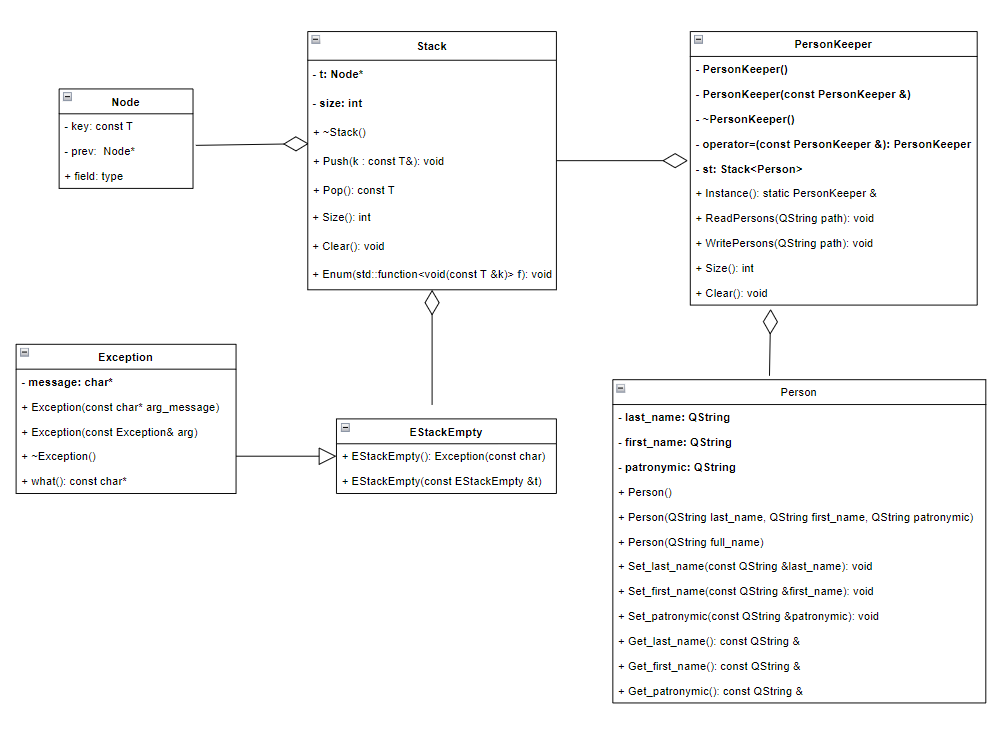 Node
- key: const T
- prev:  Node*
+ field: type
Stack
- t: Node*
- size: int
+ ~Stack()
+ Push(k : const T&): void
+ Pop(): const T
+ Size(): int
+ Clear(): void
+ Enum(std::function<void(const T &k)> f): void
PersonKeeper
- PersonKeeper()
- PersonKeeper(const PersonKeeper &)
- ~PersonKeeper()
- operator=(const PersonKeeper &): PersonKeeper
- st: Stack<Person>
+ Instance(): static PersonKeeper &
+ ReadPersons(QString path): void
+ WritePersons(QString path): void
+ Size(): int
+ Clear(): void
Exception
- message: char*
+ Exception(const char* arg_message)
+ Exception(const Exception& arg)
+ ~Exception()
+ what(): const char*
EStackEmpty
+ EStackEmpty(): Exception(const char)
+ EStackEmpty(const EStackEmpty &t)
Person
- last_name: QString
- first_name: QString
- patronymic: QString
+ Person()
+ Person(QString last_name, QString first_name, QString patronymic)
+ Person(QString full_name)
+ Set_last_name(const QString &last_name): void
+ Set_first_name(const QString &first_name): void
+ Set_patronymic(const QString &patronymic): void
+ Get_last_name(): const QString &
+ Get_first_name(): const QString &
+ Get_patronymic(): const QString &